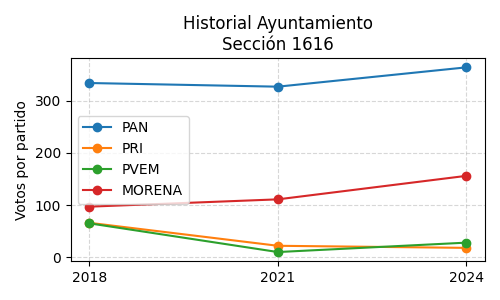 Historial Ayuntamiento
Sección 1616
Votos por partido
300
200
100
0
PAN
PRI
PVEM
MORENA
2018
2021
2024